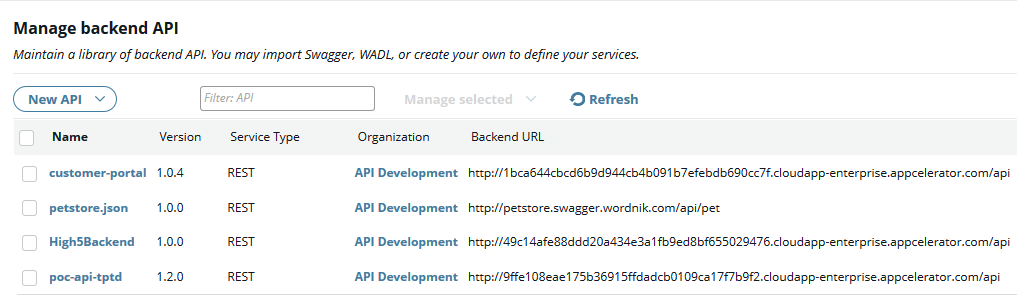 Manage backend API
Maintain a library of backend API. You may import Swagger, WADL, or create your own to define your services.
New API Filter: API Manage selected Refresh
Name Version Service Type Organization Backend URL
customer-portal 1.0.4 REST API Development http://1bca644cbcd6b9d944cb4b091b7efebdb690cc7f.cloudapp-enterprise.appcelerator.com/api
petstore.json 1.0.0 REST API Development http://petstore.swagger.wordnik.com/api/pet
High5Backend 1.0.0 REST API Development http://49c14afe88ddd20a434e3a1fb9ed8bf655029476.cloudapp-enterprise.appcelerator.com/api
poc-api-tptd 1.2.0 REST API Development http://9ffe108eae175b36915ffdadcb0109ca17f7b9f2.cloudapp-enterprise.appcelerator.com/api